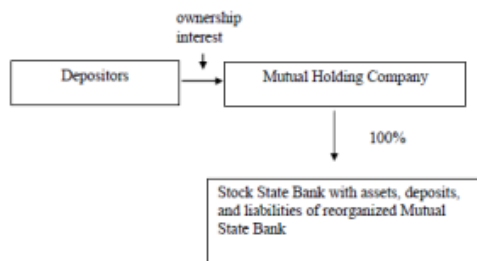 ownership
interest
Depositors
Mutual Holding Company
100%
Stock State Bank with assets, deposits,
and liabilities of reorganized Mutual
State Bank